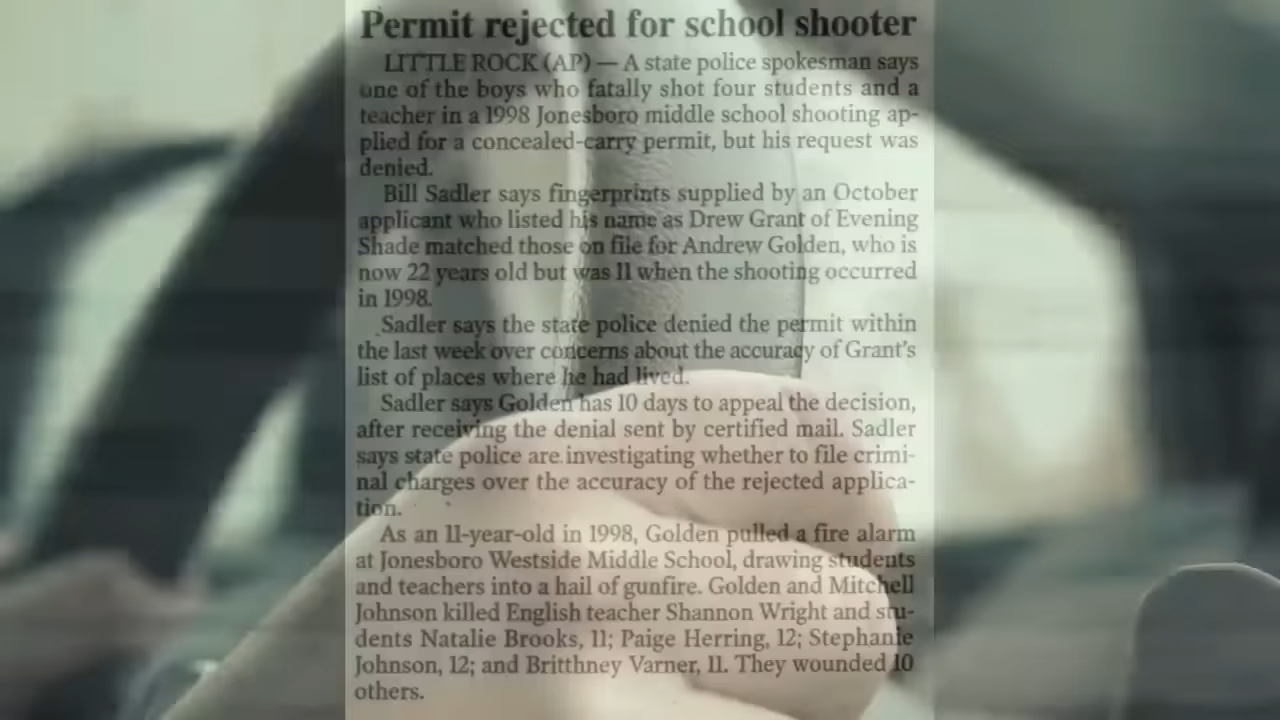 Permit rejected for school shooter
LITTLE ROCK (AP) — A state police spokesman says
one of the boys who fatally shot four students and a
teacher in a 1998 Jonesboro middle school shooting ap-
plied for a concealed-carry permit, but his request was
denied.
Bill Sadler says fingerprints supplied by an October
applicant who listed his name as Drew Grant of Evening
Shade matched those on file for Andrew Golden, who is
now 22 years old but was 11 when the shooting occurred
in 1998.
Sadler says the state police denied the permit within
the last week over concerns about the accuracy of Grant's
list of places where he had lived.
Sadler says Golden has 10 days to appeal the decision,
after receiving the denial sent by certified mail. Sadler
says state police are investigating whether to file crimi-
nal charges over the accuracy of the rejected applica-
tion.
As an 11-year-old in 1998, Golden pulled a fire alarm
at Jonesboro Westside Middle School, drawing students
and teachers into a hail of gunfire. Golden and Mitchell
Johnson killed English teacher Shannon Wright and stu-
dents Natalie Brooks, 11; Paige Herring, 12; Stephanie
Johnson, 12; and Britthney Varner, 11. They wounded 10
others.